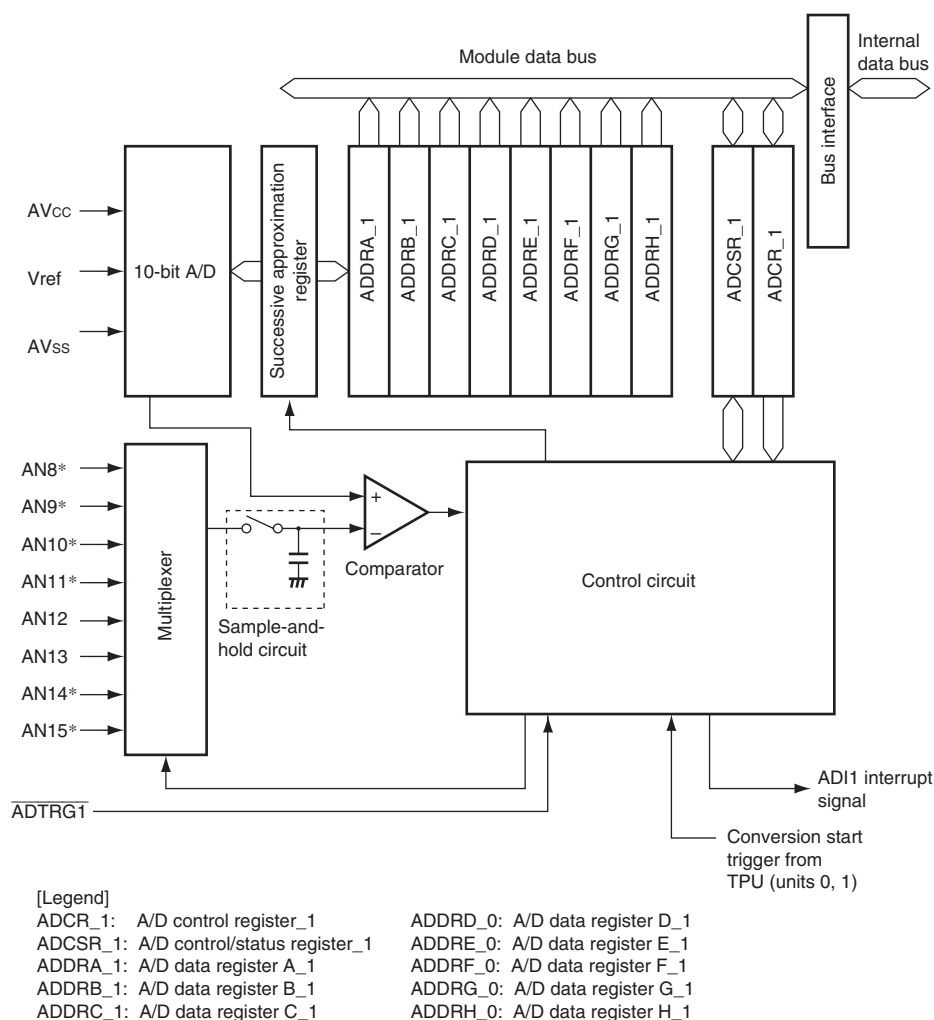 Module data bus
Internal
data bus
Bus interface
AVcc
Vref
AVss
10-bit A/D
Successive approximation
register
ADDRA_1
ADDRB_1
ADDRC_1
ADDRD_1
ADDRE_1
ADDRF_1
ADDRG_1
ADDRH_1
ADCSR_1
ADCR_1
AN8*
AN9*
AN10*
AN11*
AN12
AN13
AN14*
AN15*
Multiplexer
+
−
Comparator
Sample-and-
hold circuit
Control circuit
ADTRG1
ADI1 interrupt
signal
Conversion start
trigger from
TPU (units 0, 1)
[Legend]
ADCR_1: A/D control register_1
ADCSR_1: A/D control/status register_1
ADDRA_1: A/D data register A_1
ADDRB_1: A/D data register B_1
ADDRC_1: A/D data register C_1
ADDRD_0: A/D data register D_1
ADDRE_0: A/D data register E_1
ADDRF_0: A/D data register F_1
ADDRG_0: A/D data register G_1
ADDRH_0: A/D data register H_1